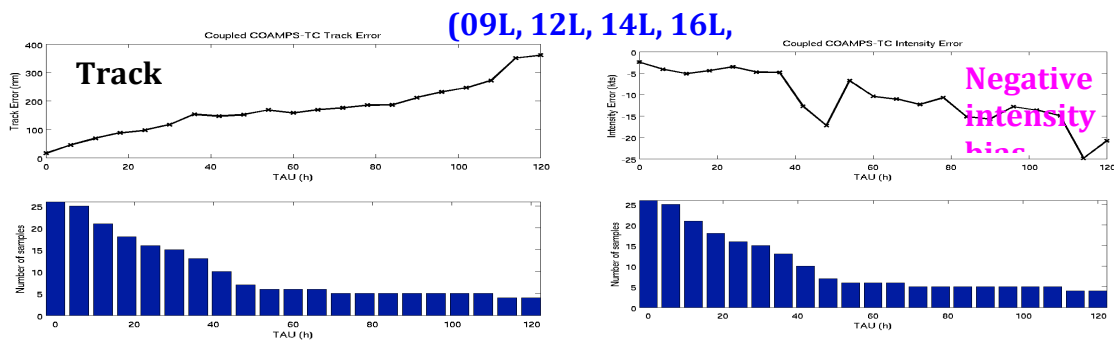 (09L, 12L, 14L, 16L,
Coupled COAMPS-TC Track Error
Track
Track Error (nm)
400
300
200
100
0
0 20 40 60 80 100 120
TAU (h)
Coupled COAMPS-TC Intensity Error
Negative
intensity
bias
Intensity Error (kts)
0
-5
-10
-15
-20
-25
0 20 40 60 80 100 120
TAU (h)
Number of samples
25
20
15
10
5
0
0 20 40 60 80 100 120
TAU (h)
Number of samples
25
20
15
10
5
0
0 20 40 60 80 100 120
TAU (h)